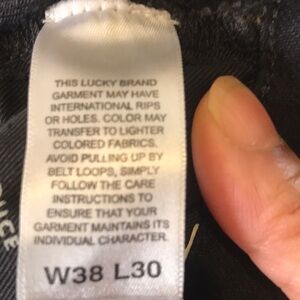 THIS LUCKY BRAND
GARMENT MAY HAVE
INTERNATIONAL RIPS
OR HOLES. COLOR MAY
TRANSFER TO LIGHTER
COLORED FABRICS.
AVOID PULLING UP BY
BELT LOOPS, SIMPLY
FOLLOW THE CARE
INSTRUCTIONS TO
ENSURE THAT YOUR
GARMENT MAINTAINS ITS
INDIVIDUAL CHARACTER.
W38 L30